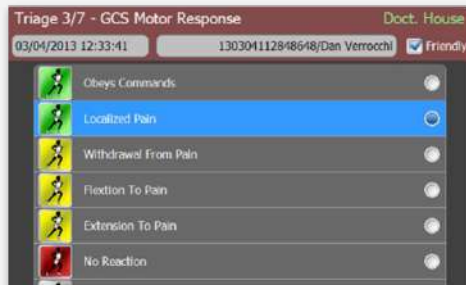 Triage 3/7 - GCS Motor Response Doct. House
03/04/2013 12:33:41 130304112848648/Dan Verrocchi Friendly
Obeys Commands
Localized Pain
Withdrawal From Pain
Flextion To Pain
Extension To Pain
No Reaction